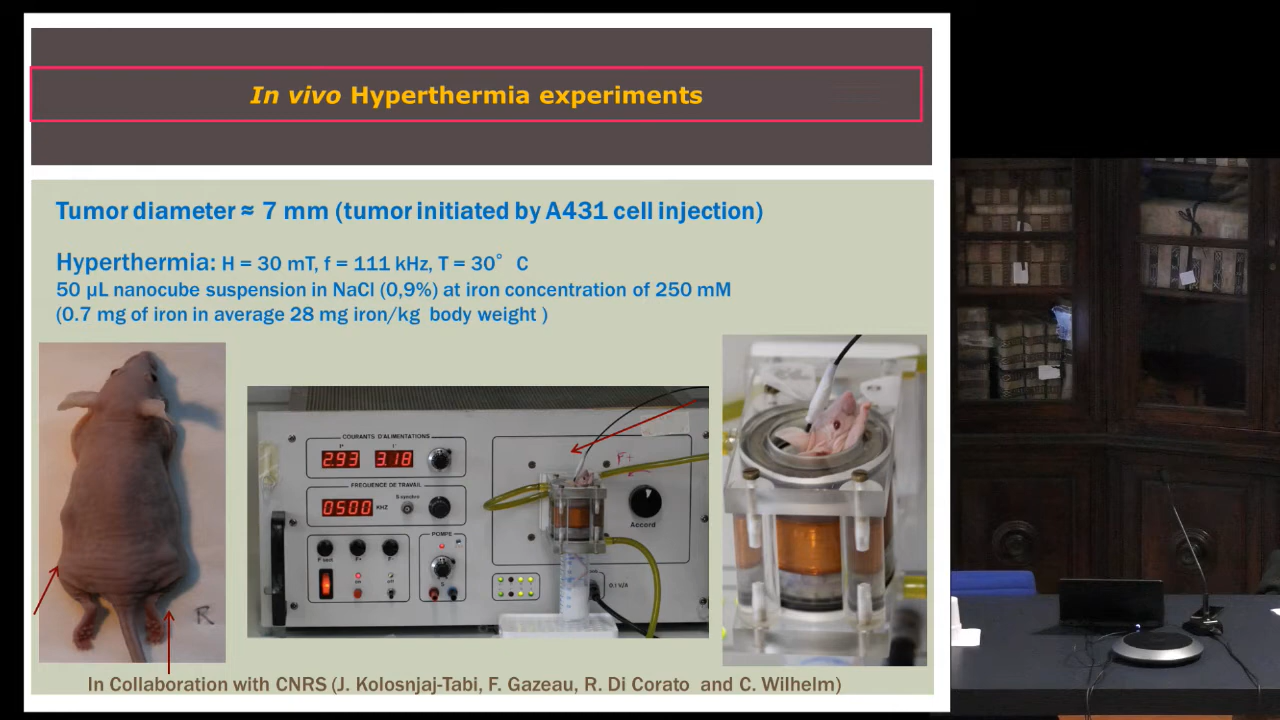 In vivo Hyperthermia experiments
Tumor diameter ≈ 7 mm (tumor initiated by A431 cell injection)
Hyperthermia: H = 30 mT, f = 111 kHz, T = 30° C
50 µL nanocube suspension in NaCl (0,9%) at iron concentration of 250 mM
(0.7 mg of iron in average 28 mg iron/kg body weight )
COURANTS D'ALIMENTATIONS
2.93 3.18
FREQUENCE DE TRAVAIL
0500 KHZ
POMPE
F+
Accord
0.1 V/A
R
In Collaboration with CNRS (J. Kolosnjaj-Tabi, F. Gazeau, R. Di Corato and C. Wilhelm)